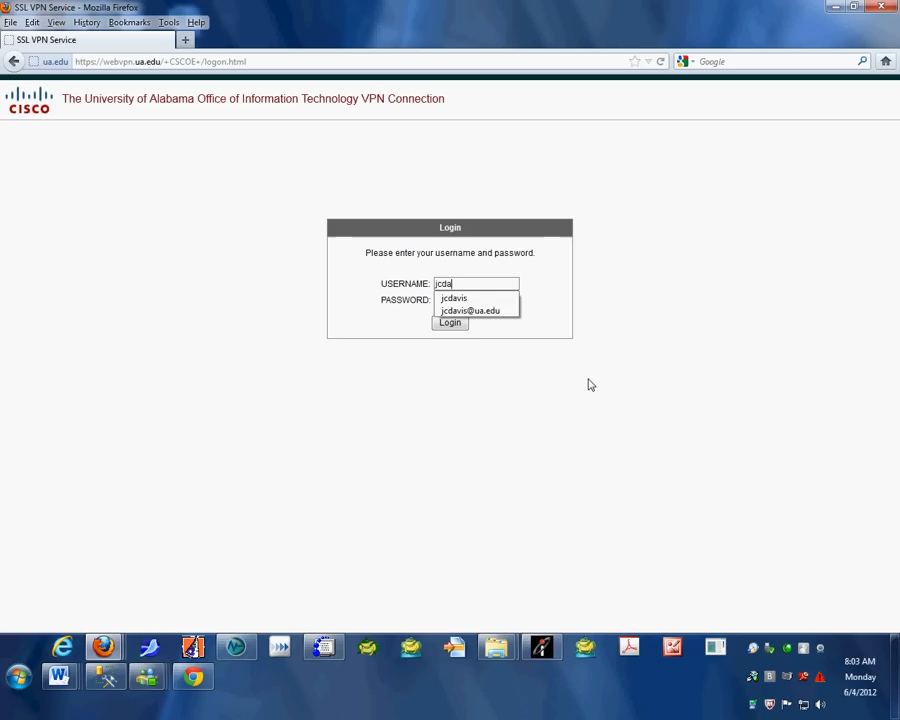 SSL VPN Service - Mozilla Firefox
File Edit View History Bookmarks Tools Help
SSL VPN Service
ua.edu https://webvpn.ua.edu/+CSCOE+/logon.html Google
CISCO The University of Alabama Office of Information Technology VPN Connection
Login
Please enter your username and password.
USERNAME: jcda
PASSWORD: jcdavis
jcdavis@ua.edu
Login
8:03 AM
Monday
6/4/2012